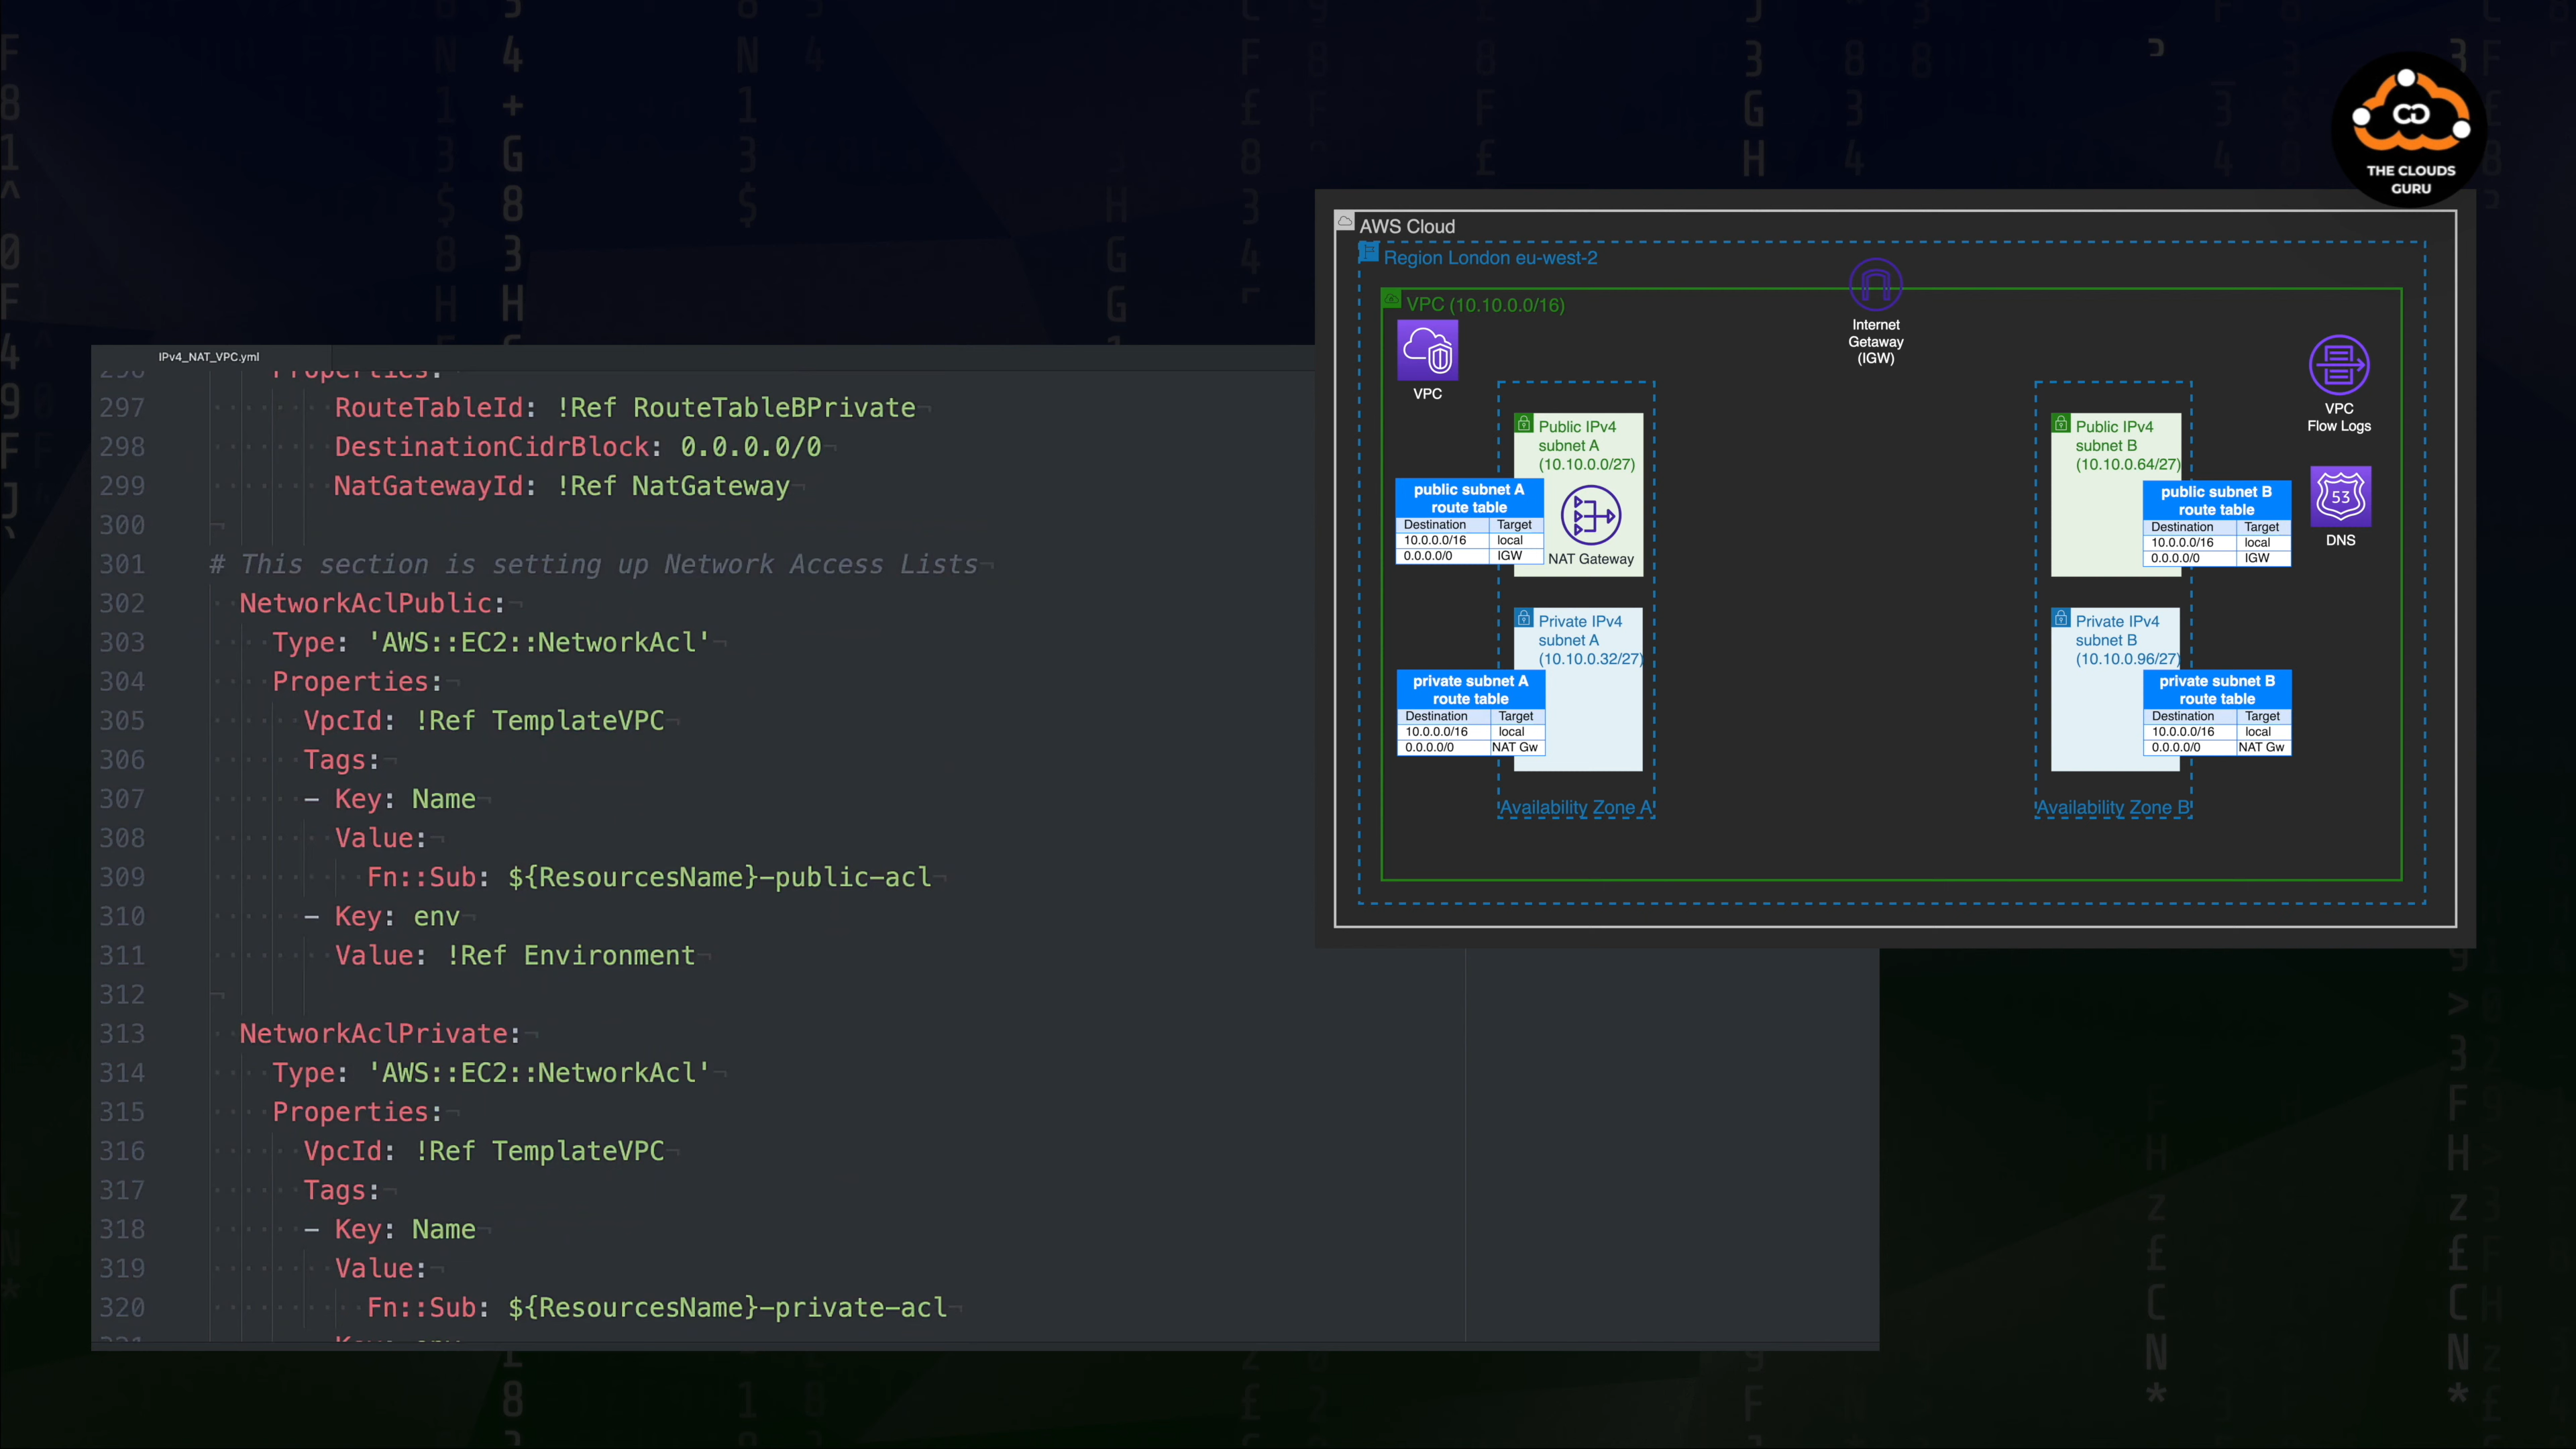 THE CLOUDS
GURU
IPv4_NAT_VPC.yml
297 RouteTableId: !Ref RouteTableBPrivate
298 DestinationCidrBlock: 0.0.0.0/0
299 NatGatewayId: !Ref NatGateway
300
301 # This section is setting up Network Access Lists
302 NetworkAclPublic:
303 Type: 'AWS::EC2::NetworkAcl'
304 Properties:
305 VpcId: !Ref TemplateVPC
306 Tags:
307 - Key: Name
308 Value:
309 Fn::Sub: ${ResourcesName}-public-acl
310 - Key: env
311 Value: !Ref Environment
312
313 NetworkAclPrivate:
314 Type: 'AWS::EC2::NetworkAcl'
315 Properties:
316 VpcId: !Ref TemplateVPC
317 Tags:
318 - Key: Name
319 Value:
320 Fn::Sub: ${ResourcesName}-private-acl
AWS Cloud
Region London eu-west-2
VPC (10.10.0.0/16)
VPC
Internet
Getaway
(IGW)
VPC
Flow Logs
53
DNS
Public IPv4
subnet A
(10.10.0.0/27)
public subnet A
route table
Destination Target
10.0.0.0/16 local
0.0.0.0/0 IGW
NAT Gateway
Private IPv4
subnet A
(10.10.0.32/27)
private subnet A
route table
Destination Target
10.0.0.0/16 local
0.0.0.0/0 NAT Gw
Availability Zone A
Public IPv4
subnet B
(10.10.0.64/27)
public subnet B
route table
Destination Target
10.0.0.0/16 local
0.0.0.0/0 IGW
Private IPv4
subnet B
(10.10.0.96/27)
private subnet B
route table
Destination Target
10.0.0.0/16 local
0.0.0.0/0 NAT Gw
Availability Zone B